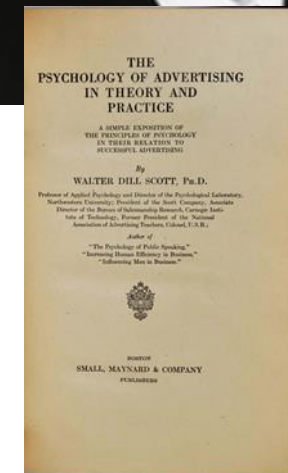 THE
PSYCHOLOGY OF ADVERTISING
IN THEORY AND
PRACTICE
A SIMPLE EXPOSITION OF
THE PRINCIPLES OF PSYCHOLOGY
IN THEIR RELATION TO
SUCCESSFUL ADVERTISING
By
WALTER DILL SCOTT, PH.D.
Professor of Applied Psychology and Director of the Psychological Laboratory,
Northwestern University; President of the Scott Company, Associate
Director of the Bureau of Salesmanship Research, Carnegie Insti-
tute of Technology, Former President of the National
Association of Advertising Teachers, Colonel, U.S.R.;
Author of
"The Psychology of Public Speaking,"
"Increasing Human Efficiency in Business,"
"Influencing Men in Business."
BOSTON
SMALL, MAYNARD & COMPANY
PUBLISHERS